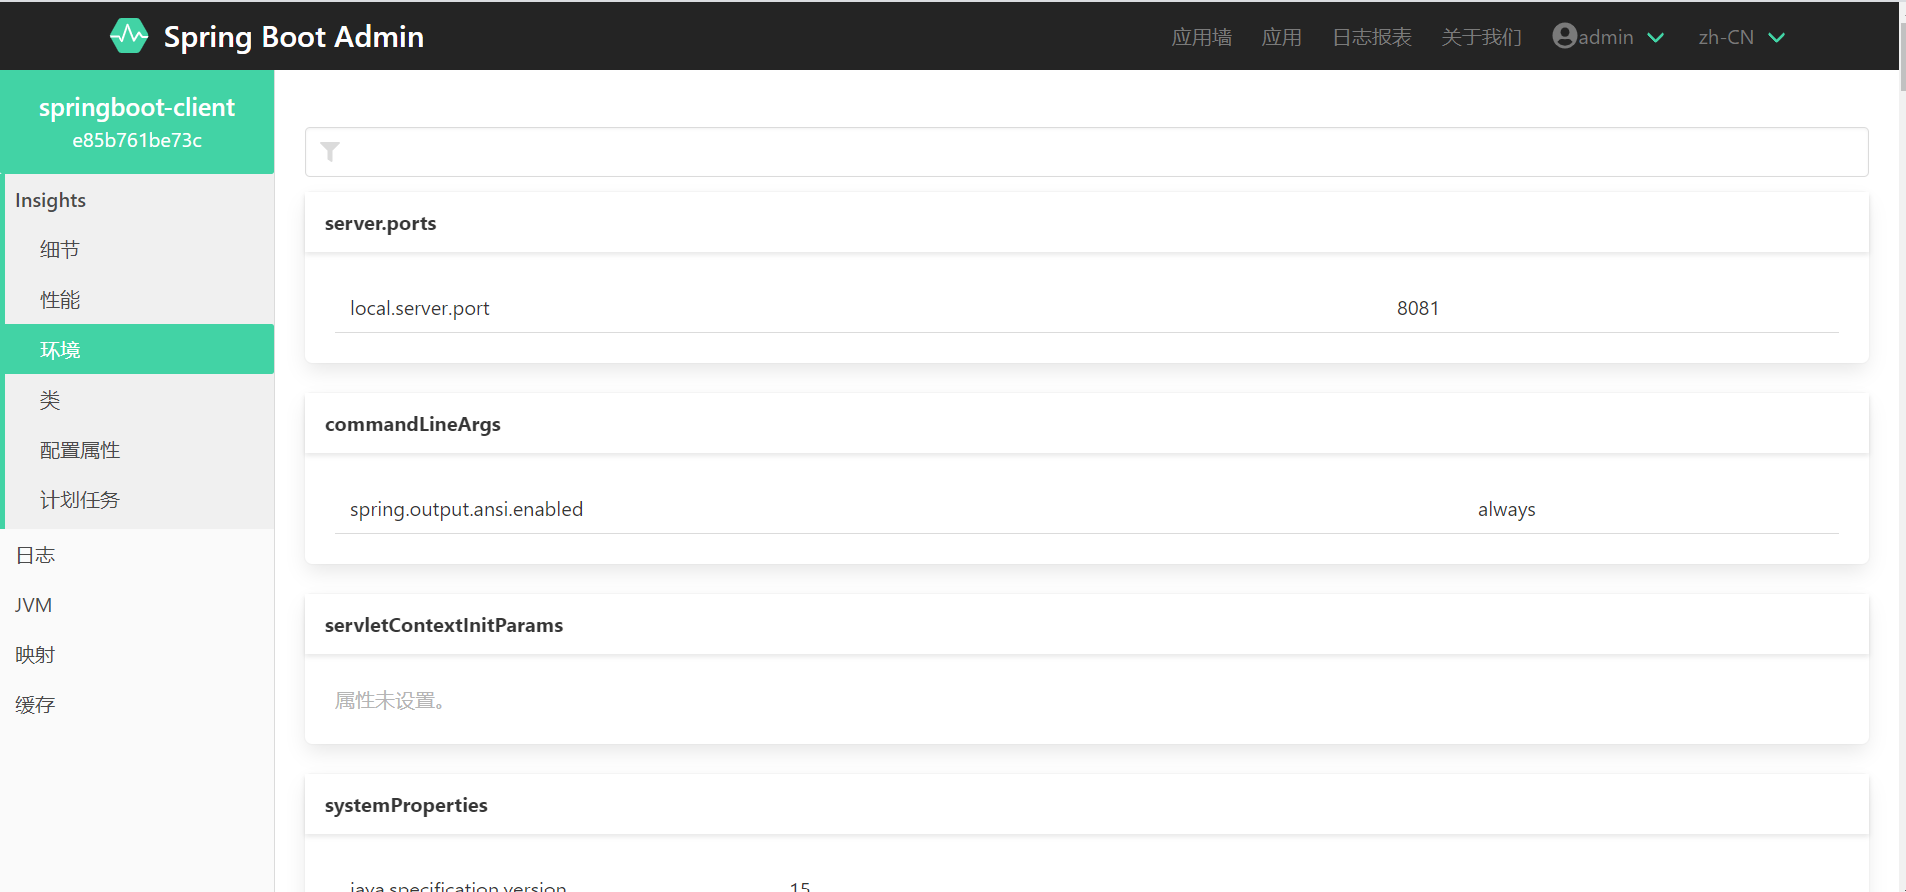 Spring Boot Admin
应用墙 应用 日志报表 关于我们 admin zh-CN
springboot-client
e85b761be73c
Insights
细节
性能
环境
类
配置属性
计划任务
日志
JVM
映射
缓存
server.ports
local.server.port 8081
commandLineArgs
spring.output.ansi.enabled always
servletContextInitParams
属性未设置。
systemProperties
java.specification.version 15